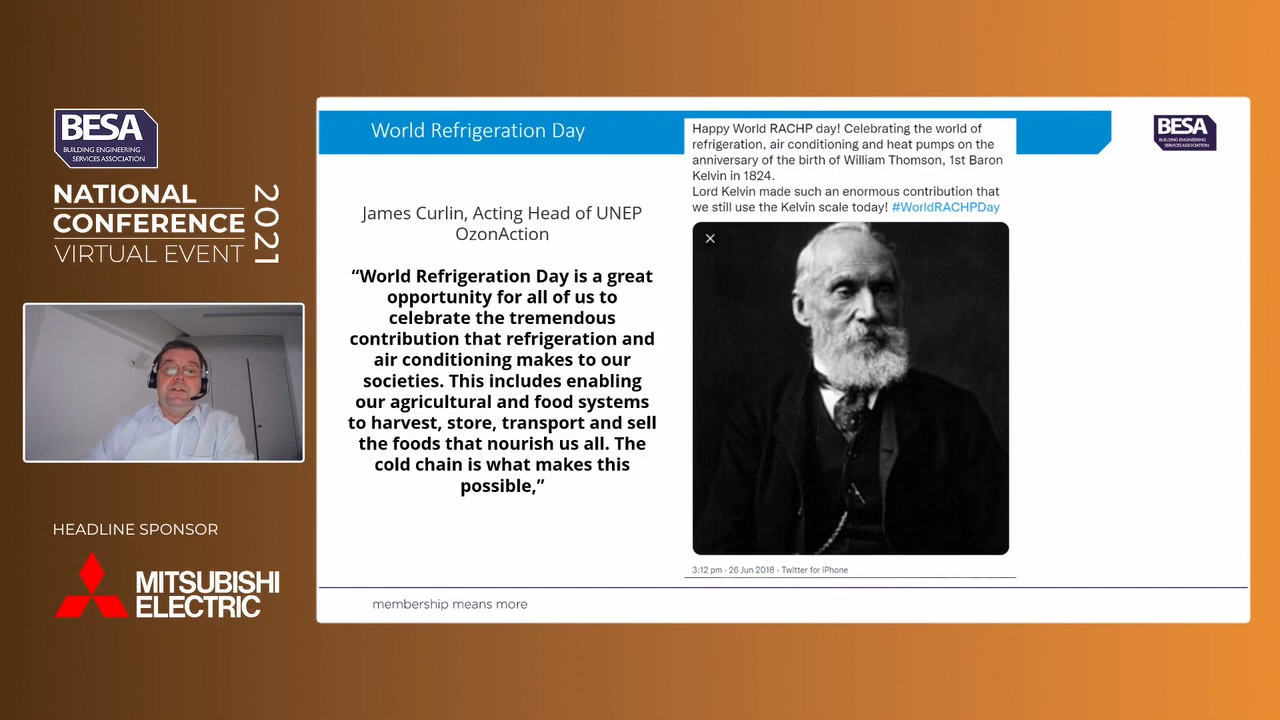 BESA
BUILDING ENGINEERING
SERVICES ASSOCIATION
NATIONAL
CONFERENCE
VIRTUAL EVENT
2021
HEADLINE SPONSOR
MITSUBISHI
ELECTRIC
World Refrigeration Day
James Curlin, Acting Head of UNEP
OzonAction
“World Refrigeration Day is a great
opportunity for all of us to
celebrate the tremendous
contribution that refrigeration and
air conditioning makes to our
societies. This includes enabling
our agricultural and food systems
to harvest, store, transport and sell
the foods that nourish us all. The
cold chain is what makes this
possible,”
Happy World RACHP day! Celebrating the world of
refrigeration, air conditioning and heat pumps on the
anniversary of the birth of William Thomson, 1st Baron
Kelvin in 1824.
Lord Kelvin made such an enormous contribution that
we still use the Kelvin scale today! #WorldRACHPDay
3:12 pm · 26 Jun 2018 · Twitter for iPhone
BESA
BUILDING ENGINEERING
SERVICES ASSOCIATION
membership means more